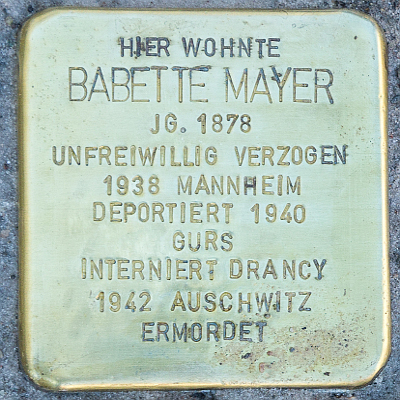 HIER WOHNTE
BABETTE MAYER
JG. 1878
UNFREIWILLIG VERZOGEN
1938 MANNHEIM
DEPORTIERT 1940
GURS
INTERNIERT DRANCY
1942 AUSCHWITZ
ERMORDET